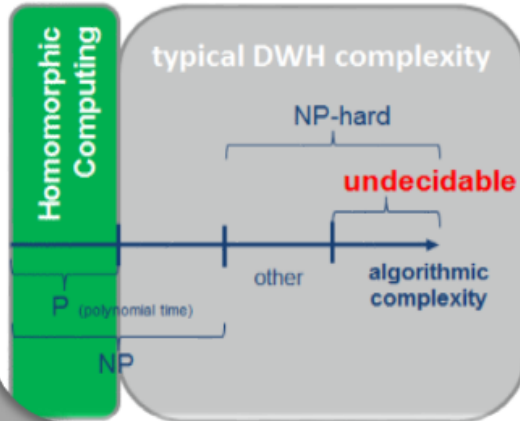 Homomorphic
Computing
typical DWH complexity
NP-hard
undecidable
other
algorithmic
complexity
P (polynomial time)
NP